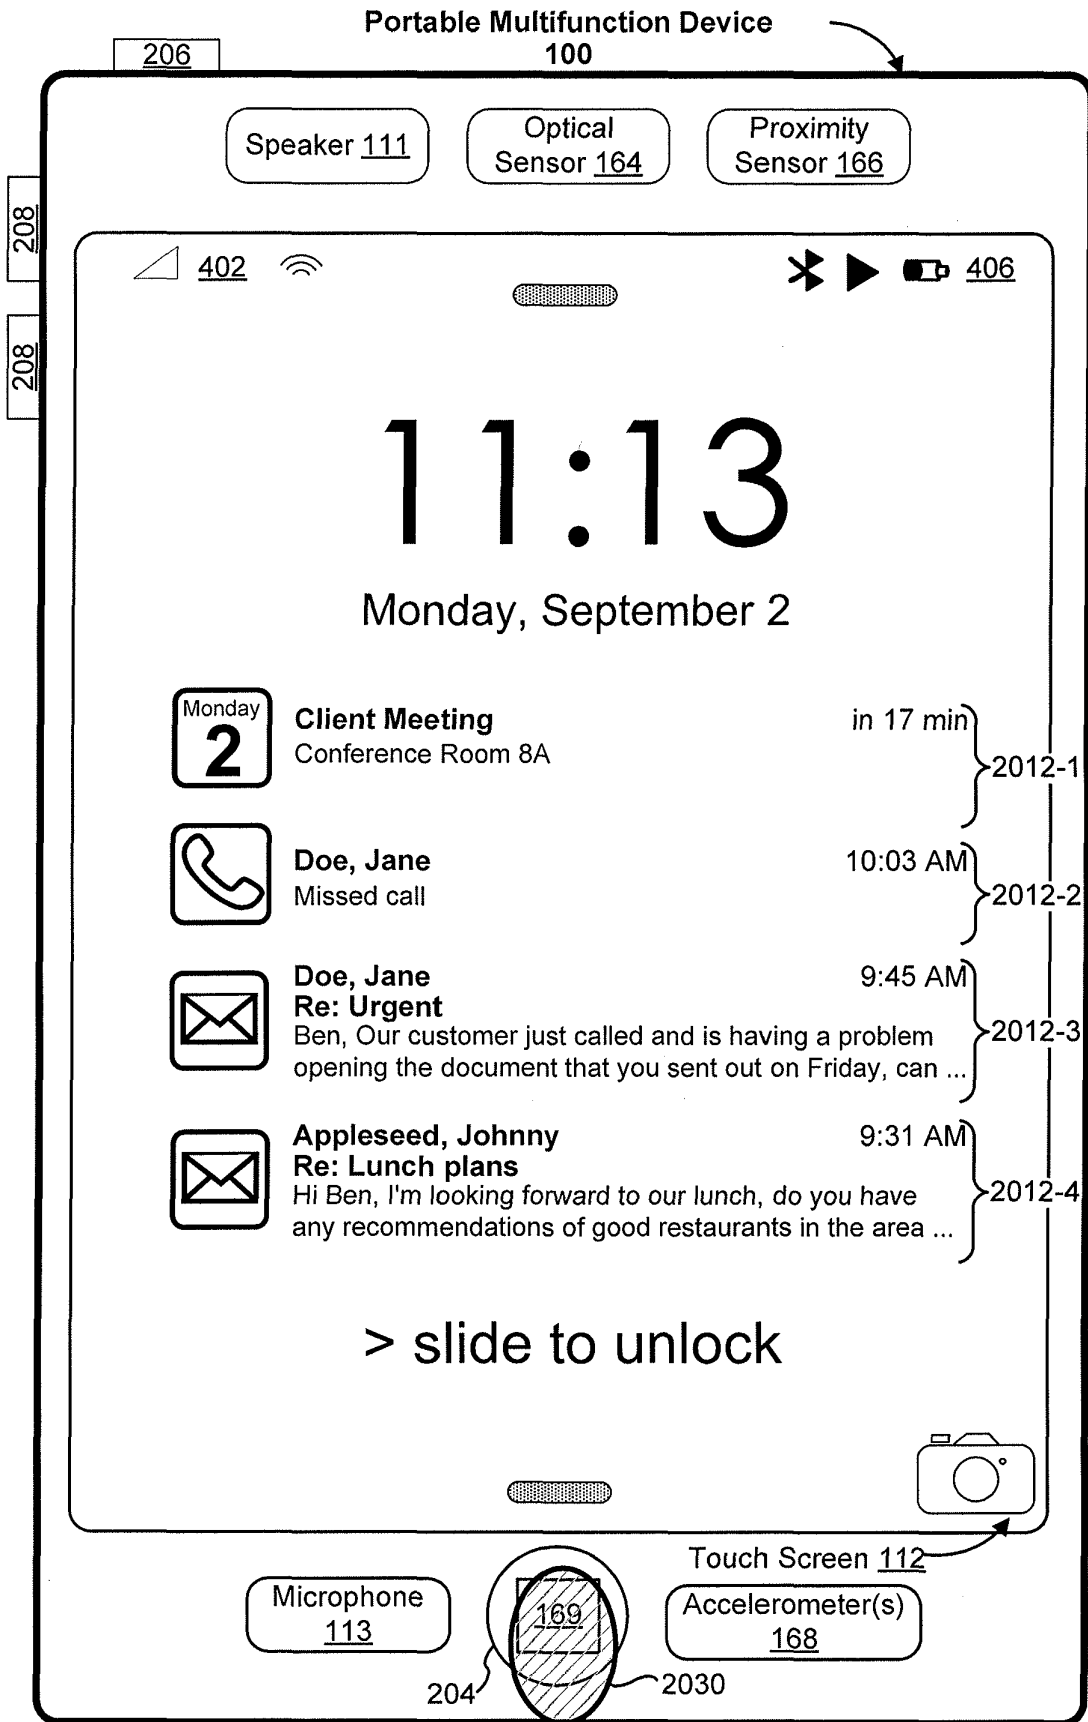 Portable Multifunction Device
100
206
Speaker 111
Optical
Sensor 164
Proximity
Sensor 166
208
208
402
406
11:13
Monday, September 2
Monday
2
Client Meeting
in 17 min
Conference Room 8A
2012-1
Doe, Jane
10:03 AM
Missed call
2012-2
Doe, Jane
9:45 AM
Re: Urgent
Ben, Our customer just called and is having a problem
opening the document that you sent out on Friday, can ...
2012-3
Appleseed, Johnny
9:31 AM
Re: Lunch plans
Hi Ben, I'm looking forward to our lunch, do you have
any recommendations of good restaurants in the area ...
2012-4
> slide to unlock
Touch Screen 112
Microphone
113
169
Accelerometer(s)
168
204
2030